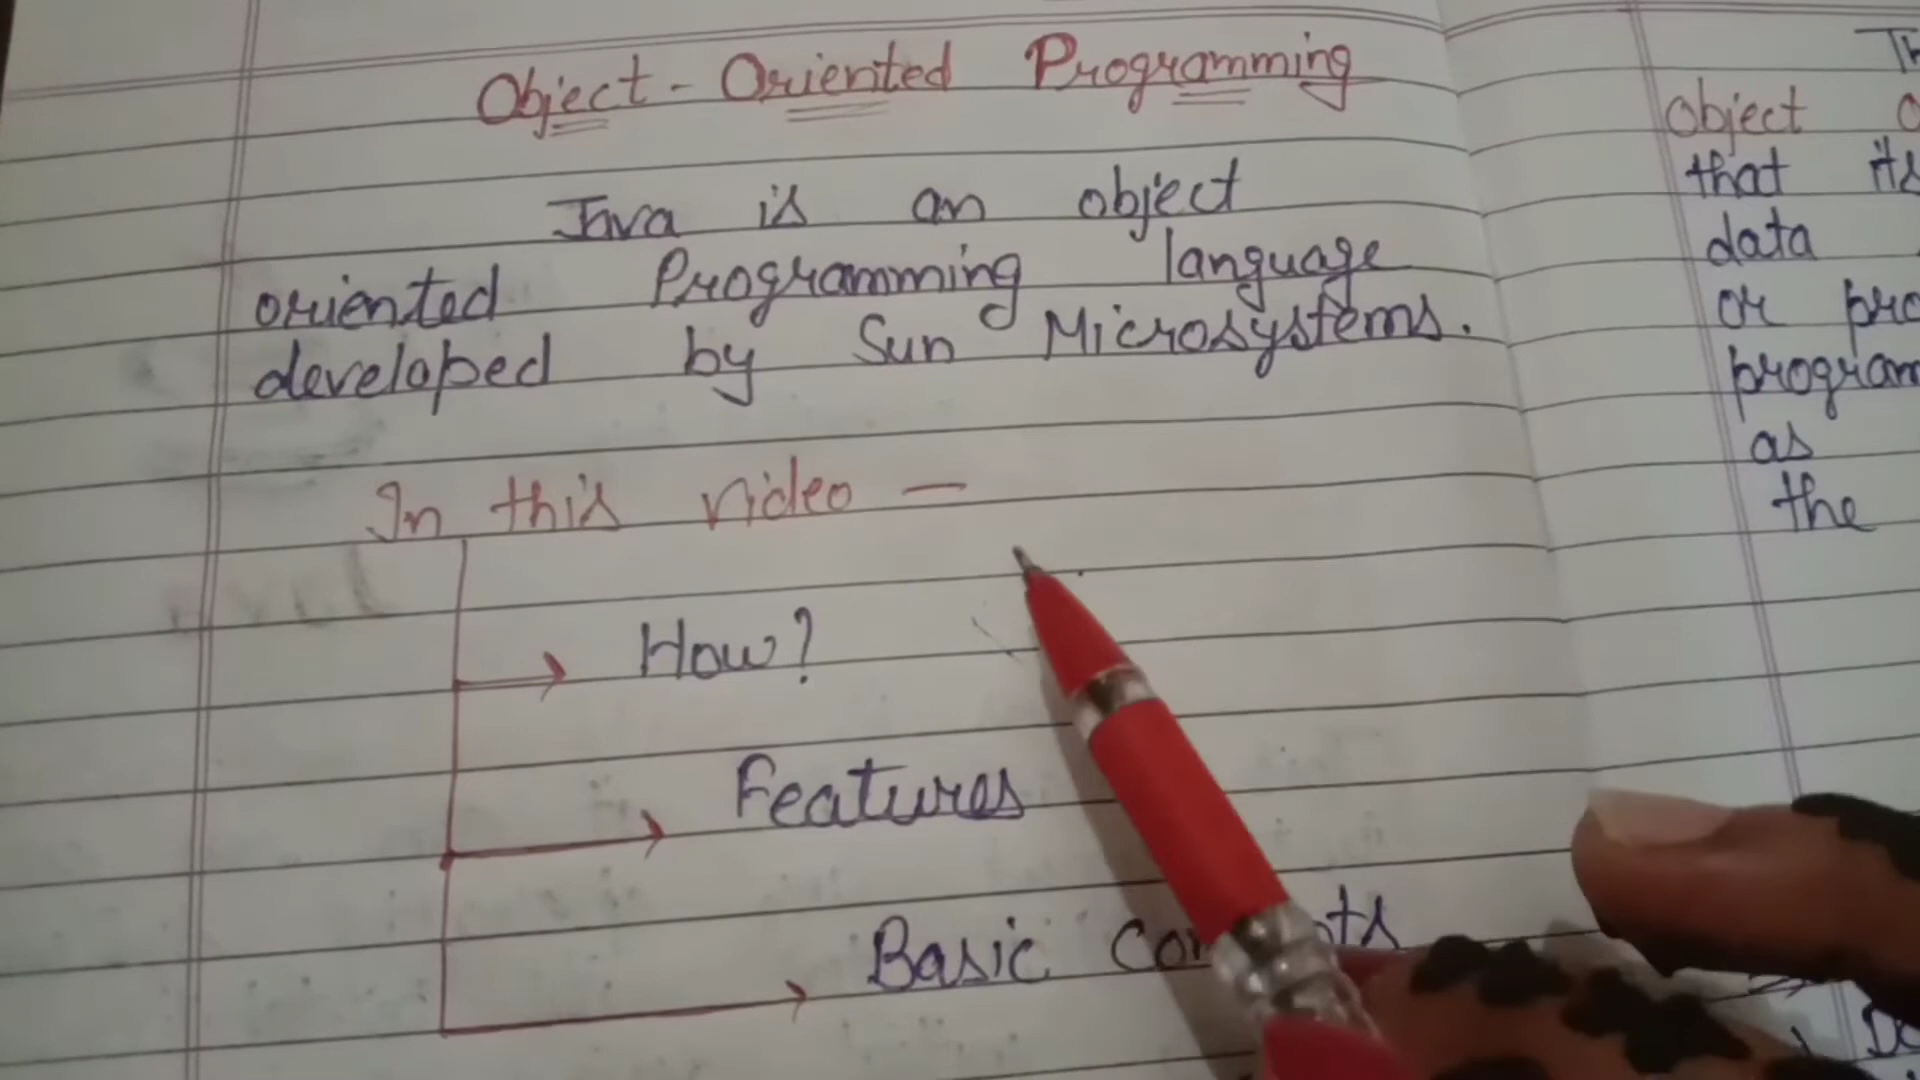 Object - Oriented Programming
Java is an object
oriented Programming language
developed by Sun Microsystems.
In this video —
How?
Features
Basic
object
that its
data
or
as
the